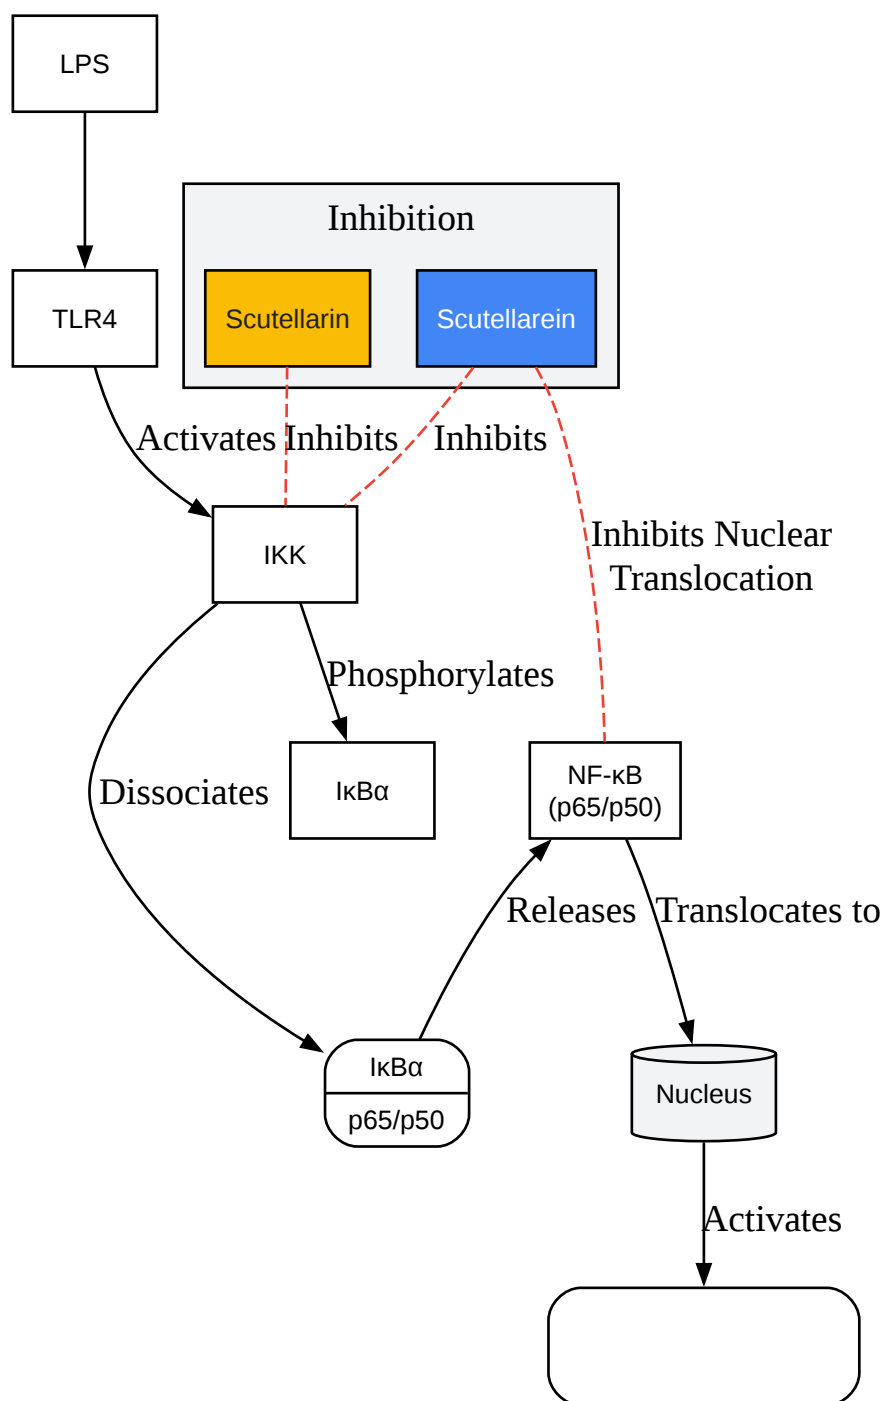 LPS
Inhibition
TLR4
Scutellarin
Scutellarein
Activates
Inhibits
Inhibits
Inhibits Nuclear
Translocation
IKK
Phosphorylates
Dissociates
IκBα
NF-κB
(p65/p50)
Releases
Translocates to
IκBα
p65/p50
Nucleus
Activates